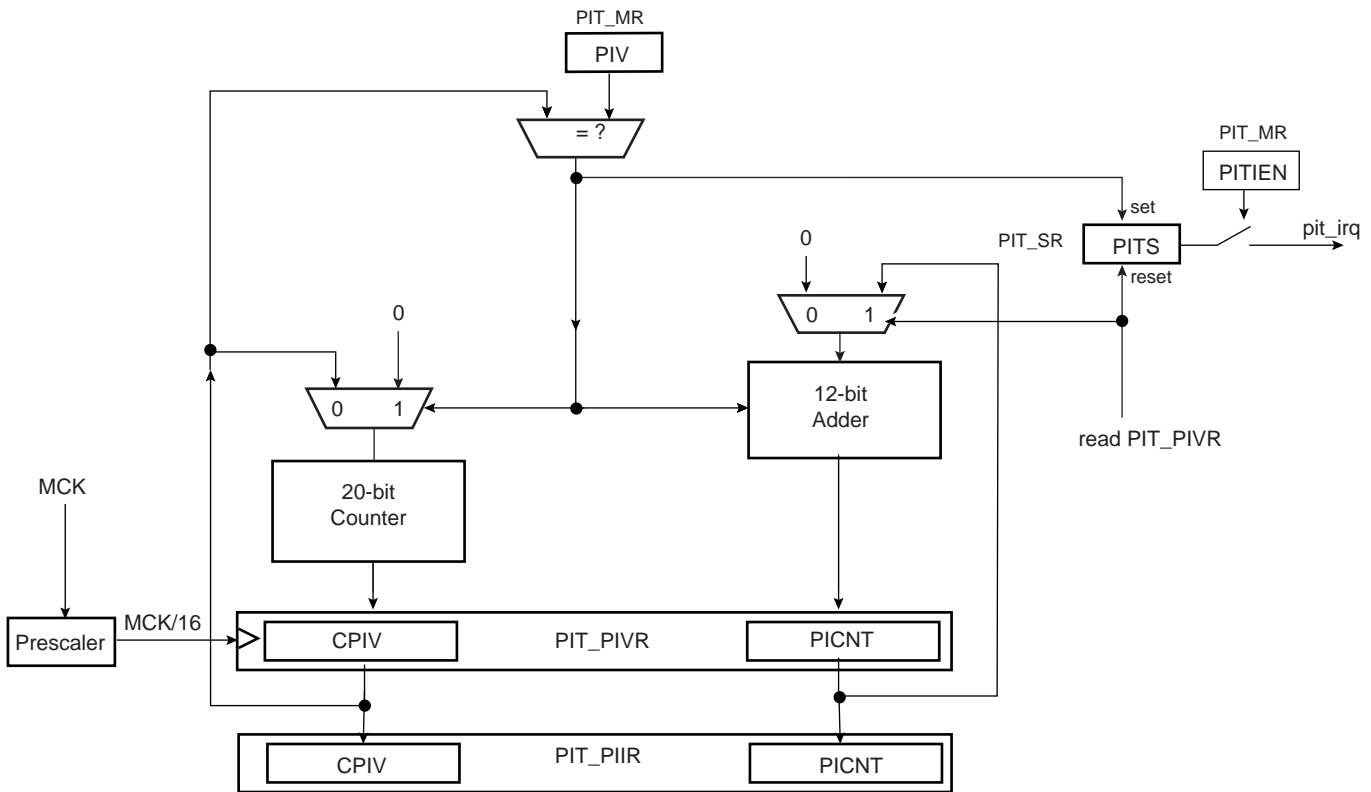 PIT_MR
PIV
= ?
PIT_MR
PITIEN
set
pit_irq
PIT_SR
PITS
reset
0
0 1
0
0 1
12-bit
Adder
read PIT_PIVR
MCK
20-bit
Counter
MCK/16
Prescaler
CPIV
PIT_PIVR
PICNT
CPIV
PIT_PIIR
PICNT